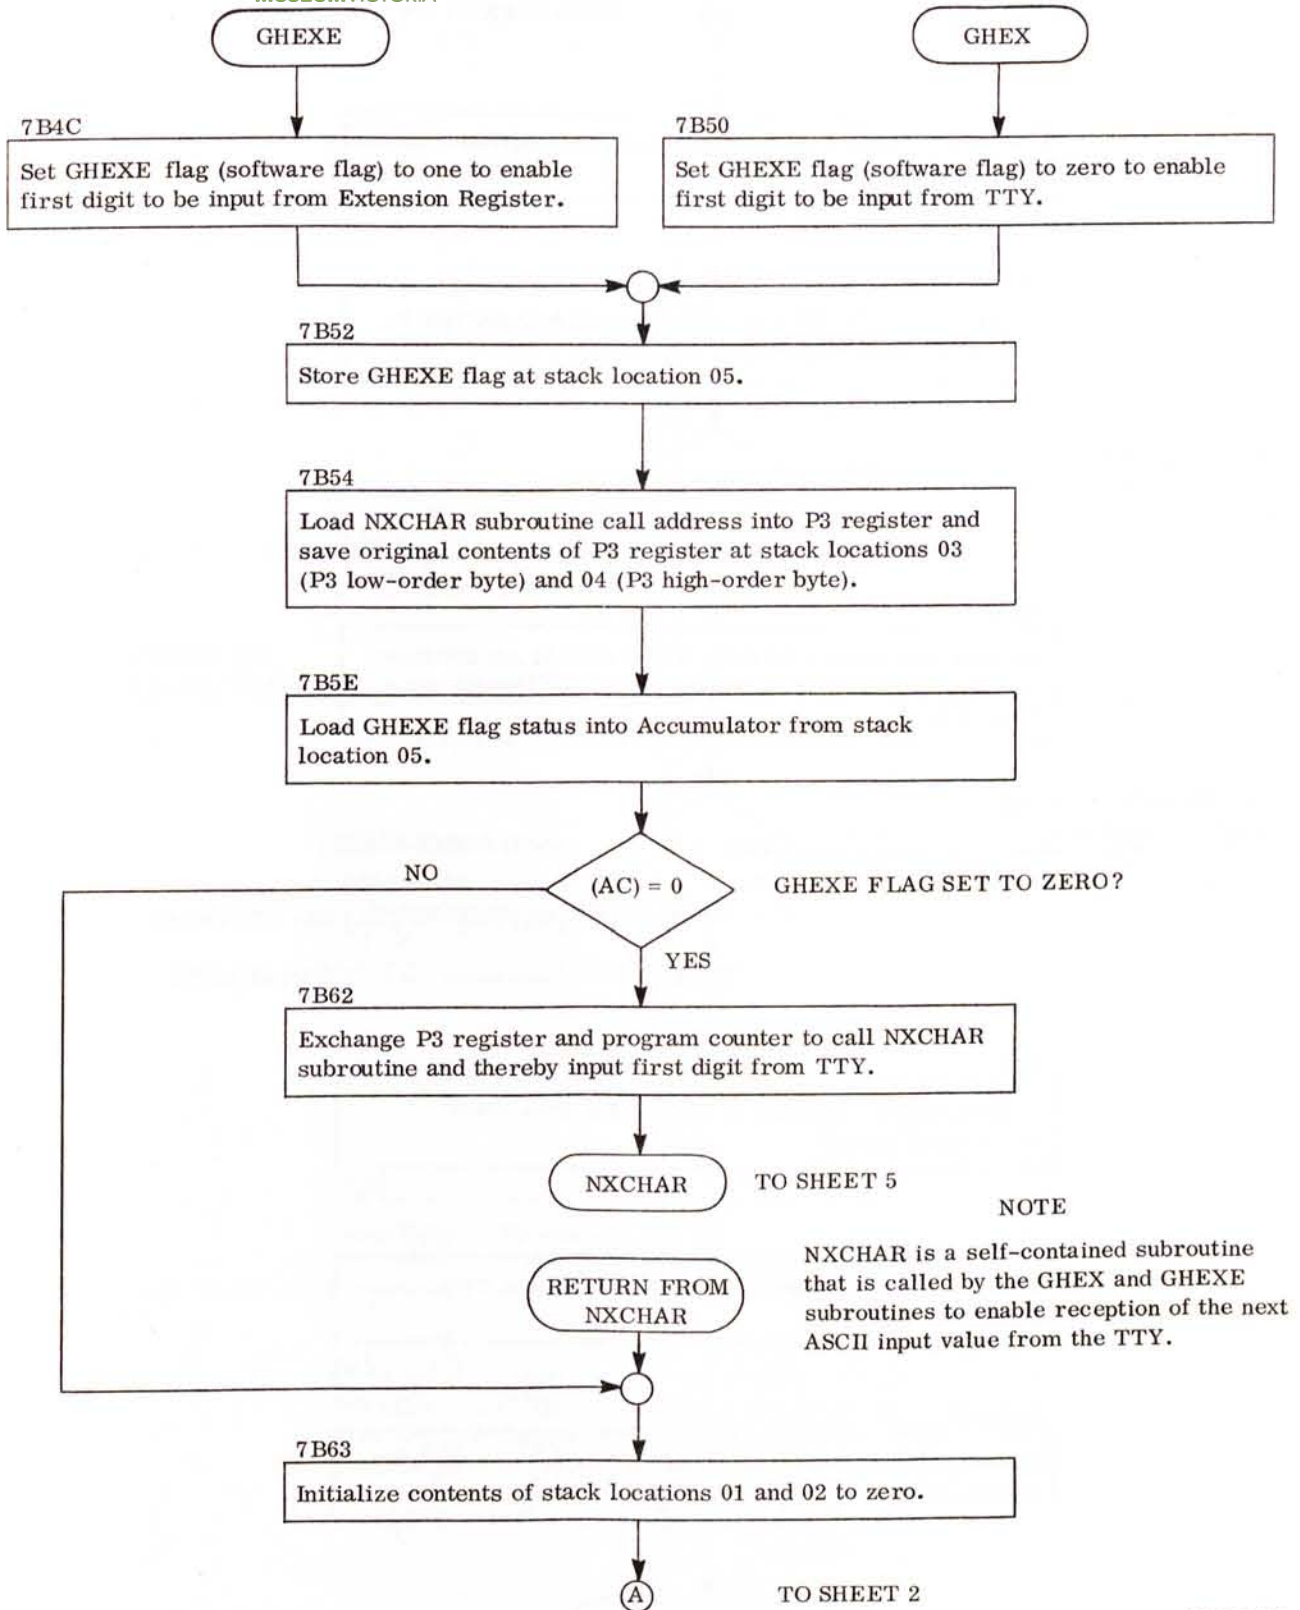 GHEXE
GHEX
7B4C
Set GHEXE flag (software flag) to one to enable
first digit to be input from Extension Register.
7B50
Set GHEXE flag (software flag) to zero to enable
first digit to be input from TTY.
7B52
Store GHEXE flag at stack location 05.
7B54
Load NXCHAR subroutine call address into P3 register and
save original contents of P3 register at stack locations 03
(P3 low-order byte) and 04 (P3 high-order byte).
7B5E
Load GHEXE flag status into Accumulator from stack
location 05.
NO
(AC) = 0
GHEXE FLAG SET TO ZERO?
YES
7B62
Exchange P3 register and program counter to call NXCHAR
subroutine and thereby input first digit from TTY.
NXCHAR
TO SHEET 5
NOTE
NXCHAR is a self-contained subroutine
that is called by the GHEX and GHEXE
subroutines to enable reception of the next
ASCII input value from the TTY.
RETURN FROM
NXCHAR
7B63
Initialize contents of stack locations 01 and 02 to zero.
A
TO SHEET 2